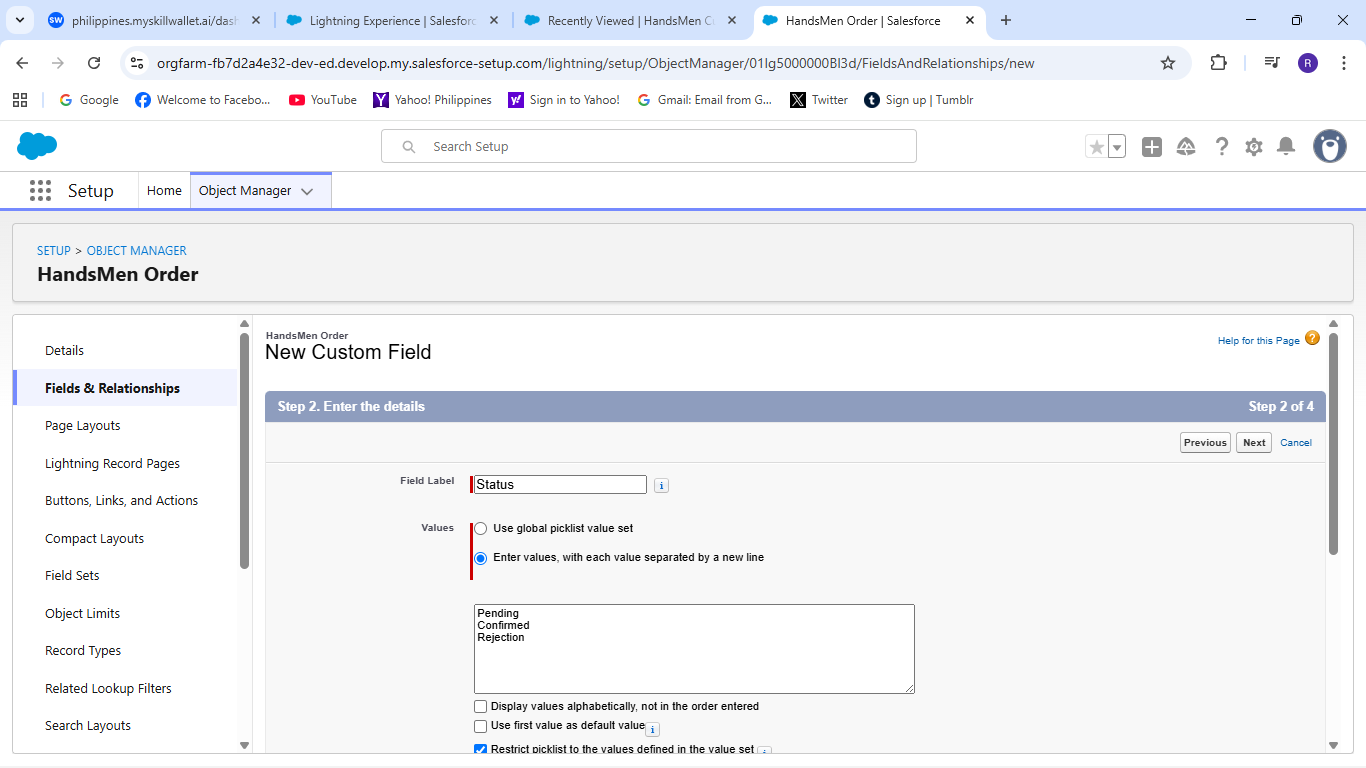 SW philippines.myskillwallet.ai/dash
Lightning Experience | Salesforc
Recently Viewed | HandsMen O
HandsMen Order | Salesforce
orgfarm-fb7d2a4e32-dev-ed.develop.my.salesforce-setup.com/lightning/setup/ObjectManager/01Ig5000000BI3d/FieldsAndRelationships/new
R
Google
Welcome to Facebo...
YouTube
Yahoo! Philippines
Sign in to Yahoo!
Gmail: Email from G...
Twitter
Sign up | Tumblr
Search Setup
Setup
Home
Object Manager
SETUP > OBJECT MANAGER
HandsMen Order
Details
Fields & Relationships
Page Layouts
Lightning Record Pages
Buttons, Links, and Actions
Compact Layouts
Field Sets
Object Limits
Record Types
Related Lookup Filters
Search Layouts
HandsMen Order
New Custom Field
Help for this Page ?
Step 2. Enter the details
Step 2 of 4
Previous Next Cancel
Field Label Status i
Values Use global picklist value set
Enter values, with each value separated by a new line
Pending
Confirmed
Rejection
Display values alphabetically, not in the order entered
Use first value as default value i
Restrict picklist to the values defined in the value set i